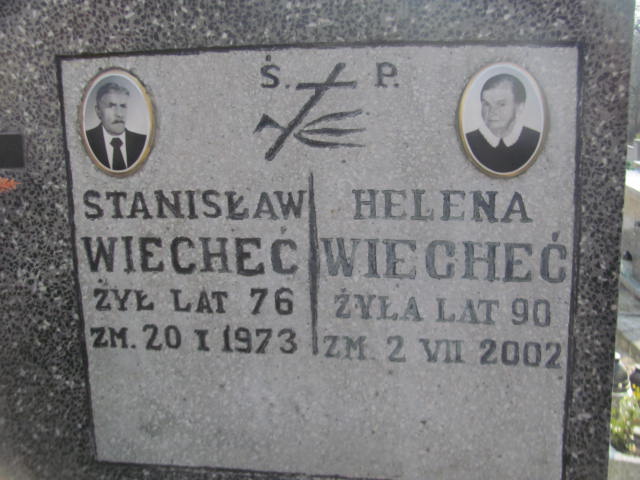 Ś. P.
STANISŁAW
WIECHEĆ
ŻYŁ LAT 76
ZM. 20 I 1973
HELENA
WIECHEĆ
ŻYŁA LAT 90
ZM. 2 VII 2002